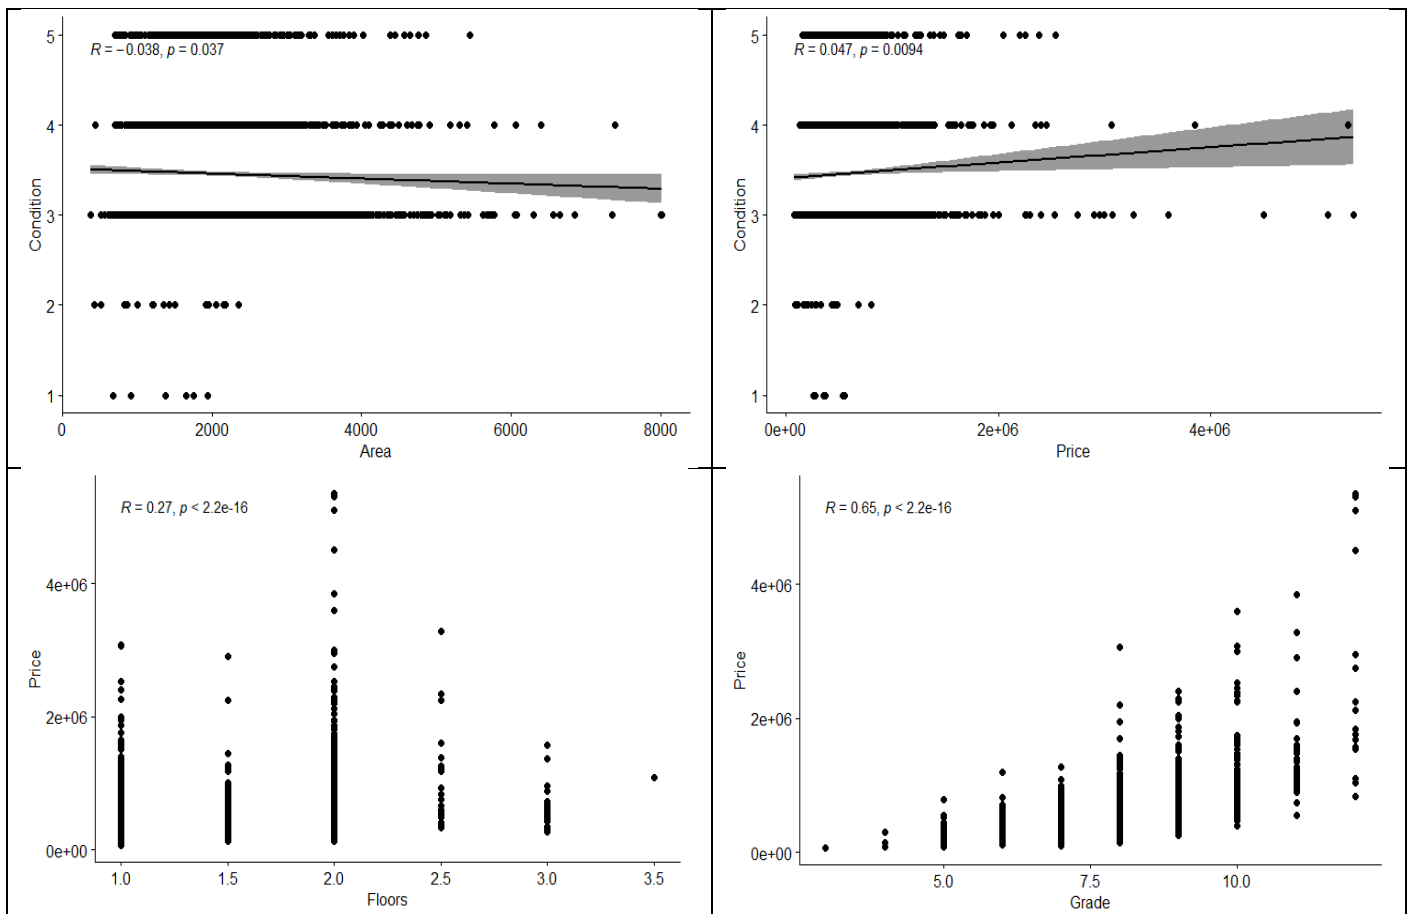 5
R = −0.038, p = 0.037
4
3
2
1
Condition
0 2000 4000 6000 8000
Area
5
R = 0.047, p = 0.0094
4
3
2
1
Condition
0e+00 2e+06 4e+06
Price
R = 0.27, p < 2.2e-16
4e+06
2e+06
0e+00
Price
1.0 1.5 2.0 2.5 3.0 3.5
Floors
R = 0.65, p < 2.2e-16
4e+06
2e+06
0e+00
Price
5.0 7.5 10.0
Grade